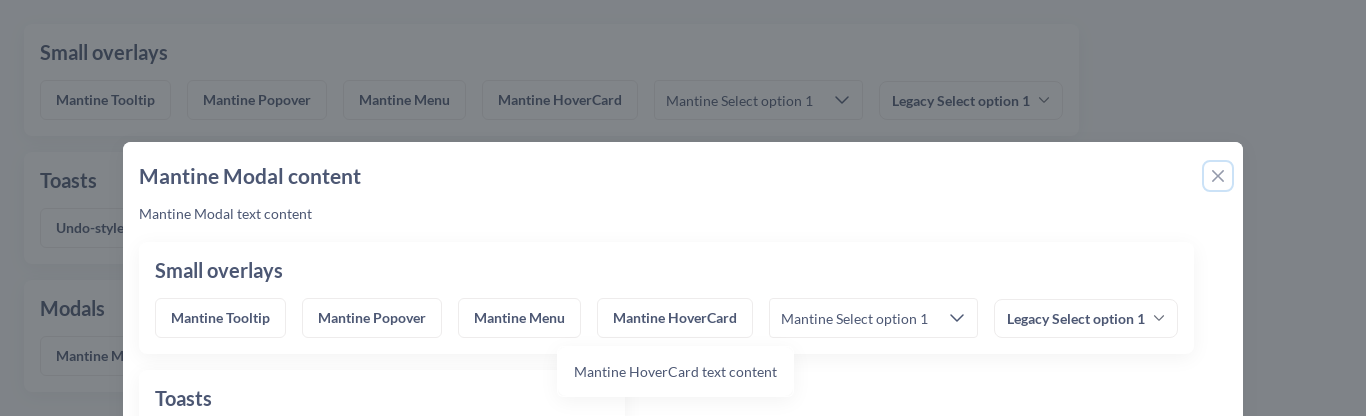 Small overlays
Mantine Tooltip
Mantine Popover
Mantine Menu
Mantine HoverCard
Mantine Select option 1
Legacy Select option 1
Toasts
Undo-style
Modals
Mantine M
Mantine Modal content
Mantine Modal text content
Small overlays
Mantine Tooltip
Mantine Popover
Mantine Menu
Mantine HoverCard
Mantine Select option 1
Legacy Select option 1
Mantine HoverCard text content
Toasts